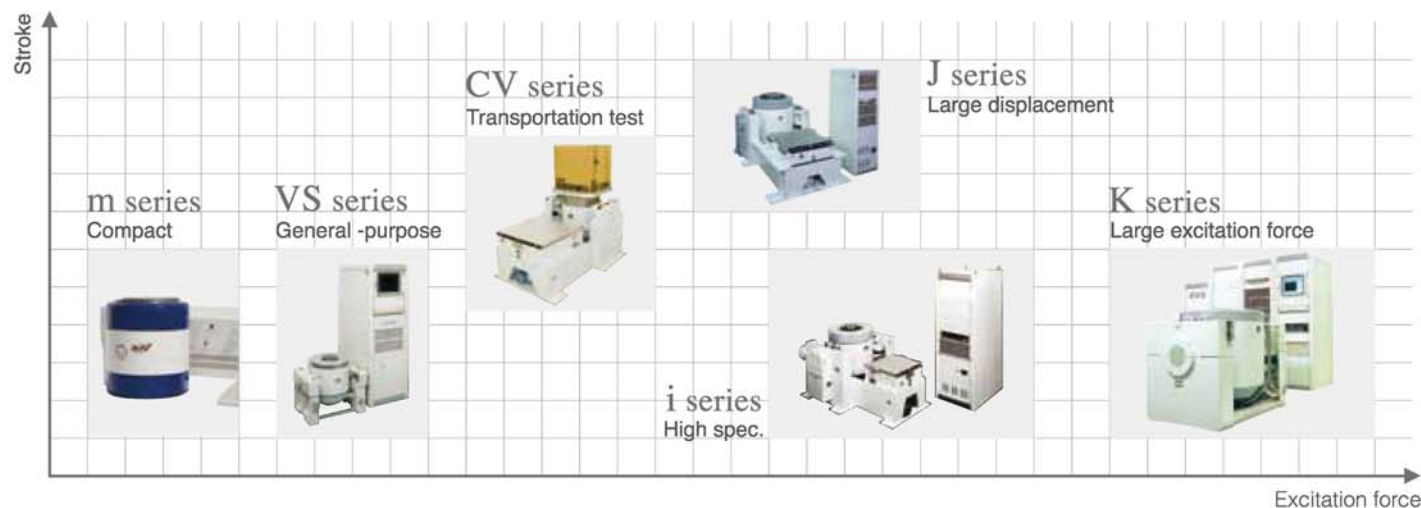 Stroke
CV series
Transportation test
J series
Large displacement
m series
Compact
VS series
General -purpose
K series
Large excitation force
i series
High spec.
Excitation force